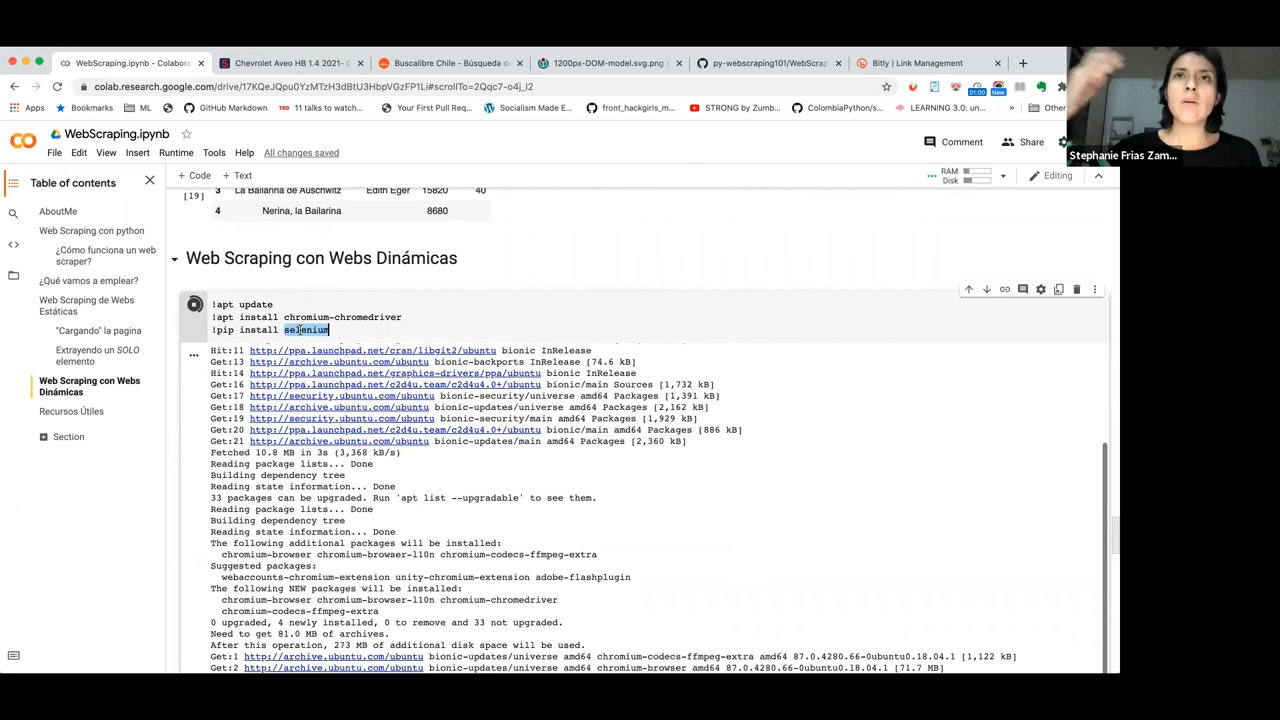 WebScraping.ipynb - Colabora
Chevrolet Aveo HB 1.4 2021- 
Buscalibre Chile - Búsqueda de
1200px-DOM-model.svg.png (
py-webscraping101/WebScrap
Bitly | Link Management
colab.research.google.com/drive/17KQeJQpu0YzmTzH3dBtU3HbpVGzFP1Li#scrollTo=2Qqc7-o4j_l2
01:00
New
Apps
Bookmarks
ML
GitHub Markdown
11 talks to watch...
Your First Pull Req...
Socialism Made E...
front_hackgirls_m...
STRONG by Zumb...
ColombiaPython/s...
LEARNING 3.0: un...
Othe
Stephanie Frias Zam...
WebScraping.ipynb
File Edit View Insert Runtime Tools Help All changes saved
Comment
Share
+ Code + Text
RAM
Disk
Editing
Table of contents
AboutMe
Web Scraping con python
¿Cómo funciona un web
scraper?
¿Qué vamos a emplear?
Web Scraping de Webs
Estáticas
"Cargando" la pagina
Extrayendo un SOLO
elemento
Web Scraping con Webs
Dinámicas
Recursos Útiles
Section
[19]
3 La Bailarina de Auschwitz Edith Eger 15820 40
4 Nerina, la Bailarina 8680
Web Scraping con Webs Dinámicas
!apt update
!apt install chromium-chromedriver
!pip install selenium
Hit:11 http://ppa.launchpad.net/cran/libgit2/ubuntu bionic InRelease
Get:13 http://archive.ubuntu.com/ubuntu bionic-backports InRelease [74.6 kB]
Hit:14 http://ppa.launchpad.net/graphics-drivers/ppa/ubuntu bionic InRelease
Get:16 http://ppa.launchpad.net/c2d4u.team/c2d4u4.0+/ubuntu bionic/main Sources [1,732 kB]
Get:17 http://security.ubuntu.com/ubuntu bionic-security/universe amd64 Packages [1,391 kB]
Get:18 http://archive.ubuntu.com/ubuntu bionic-updates/universe amd64 Packages [2,162 kB]
Get:19 http://security.ubuntu.com/ubuntu bionic-security/main amd64 Packages [1,929 kB]
Get:20 http://ppa.launchpad.net/c2d4u.team/c2d4u4.0+/ubuntu bionic/main amd64 Packages [886 kB]
Get:21 http://archive.ubuntu.com/ubuntu bionic-updates/main amd64 Packages [2,360 kB]
Fetched 10.8 MB in 3s (3,368 kB/s)
Reading package lists... Done
Building dependency tree
Reading state information... Done
33 packages can be upgraded. Run 'apt list --upgradable' to see them.
Reading package lists... Done
Building dependency tree
Reading state information... Done
The following additional packages will be installed:
chromium-browser chromium-browser-l10n chromium-codecs-ffmpeg-extra
Suggested packages:
webaccounts-chromium-extension unity-chromium-extension adobe-flashplugin
The following NEW packages will be installed:
chromium-browser chromium-browser-l10n chromium-chromedriver
chromium-codecs-ffmpeg-extra
0 upgraded, 4 newly installed, 0 to remove and 33 not upgraded.
Need to get 81.0 MB of archives.
After this operation, 273 MB of additional disk space will be used.
Get:1 http://archive.ubuntu.com/ubuntu bionic-updates/universe amd64 chromium-codecs-ffmpeg-extra amd64 87.0.4280.66-0ubuntu0.18.04.1 [1,122 kB]
Get:2 http://archive.ubuntu.com/ubuntu bionic-updates/universe amd64 chromium-browser amd64 87.0.4280.66-0ubuntu0.18.04.1 [71.7 MB]